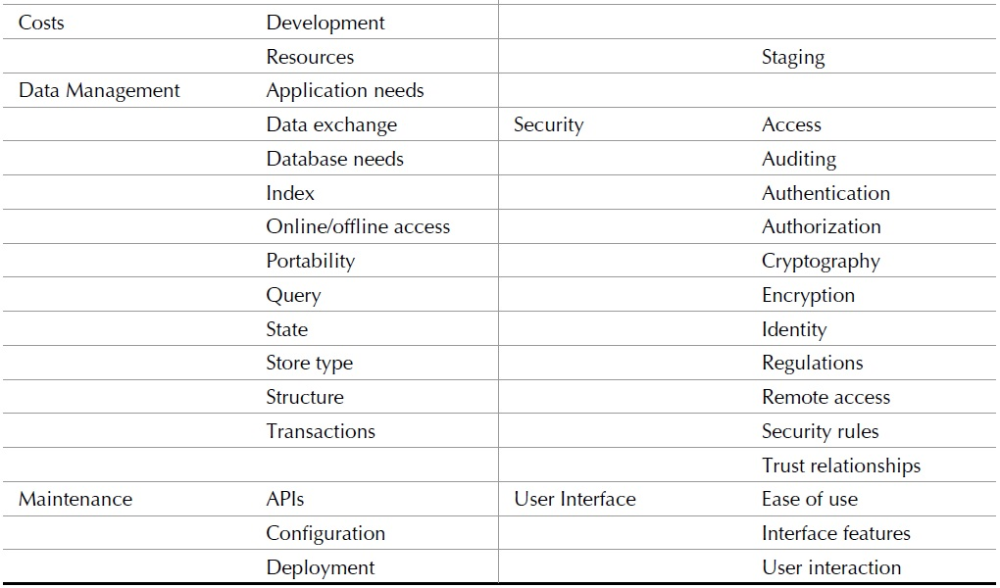 Costs Development
Resources Staging
Data Management Application needs
Data exchange Security Access
Database needs Auditing
Index Authentication
Online/offline access Authorization
Portability Cryptography
Query Encryption
State Identity
Store type Regulations
Structure Remote access
Transactions Security rules
Trust relationships
Maintenance APIs User Interface Ease of use
Configuration Interface features
Deployment User interaction